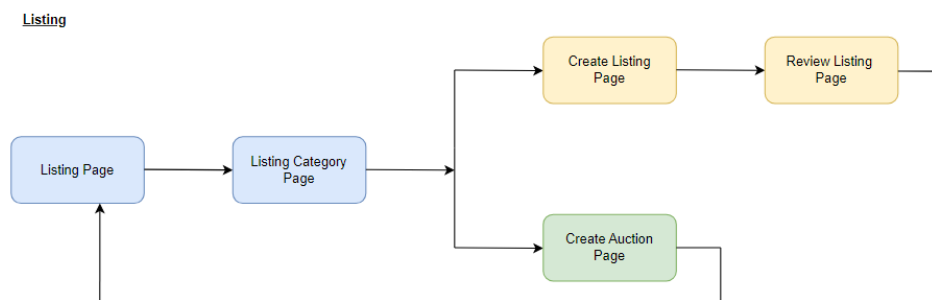 Listing
Create Listing
Page
Review Listing
Page
Listing Page
Listing Category
Page
Create Auction
Page